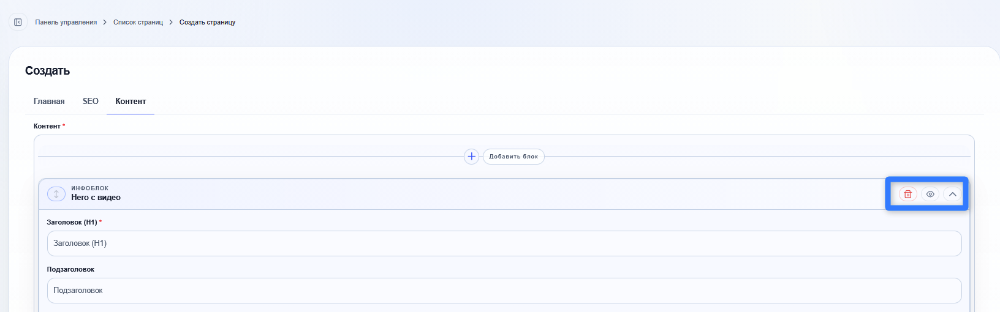 Панель управления > Список страниц > Создать страницу
Создать
Главная SEO Контент
Контент *
Добавить блок
ИНФОБЛОК
Hero с видео
Заголовок (H1) *
Заголовок (H1)
Подзаголовок
Подзаголовок